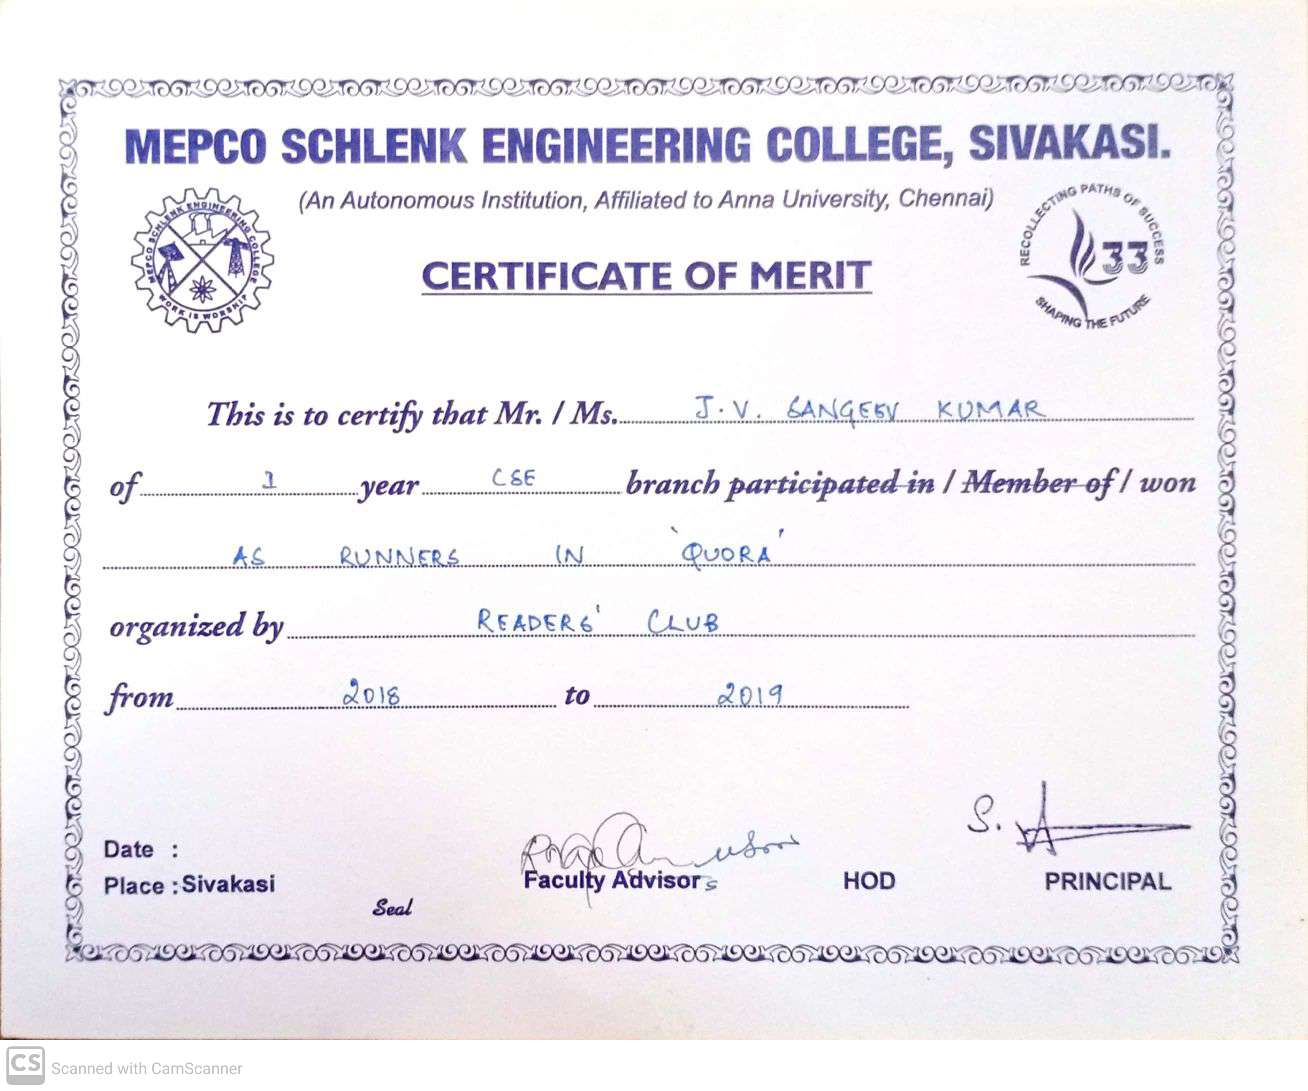 MEPCO SCHLENK ENGINEERING COLLEGE, SIVAKASI.
(An Autonomous Institution, Affiliated to Anna University, Chennai)
MEPCO SCHLENK ENGINEERING COLLEGE
WORK IS WORSHIP
RECOLLECTING PATHS OF SUCCESS
33
SHAPING THE FUTURE
CERTIFICATE OF MERIT
This is to certify that Mr. / Ms. J.V. SANGEEV KUMAR
of I year CSE branch participated in / Member of / won
AS RUNNERS IN 'QUORA'
organized by READERS' CLUB
from 2018 to 2019
Date :
Place : Sivakasi
Seal
Faculty Advisors
HOD
PRINCIPAL
CS Scanned with CamScanner